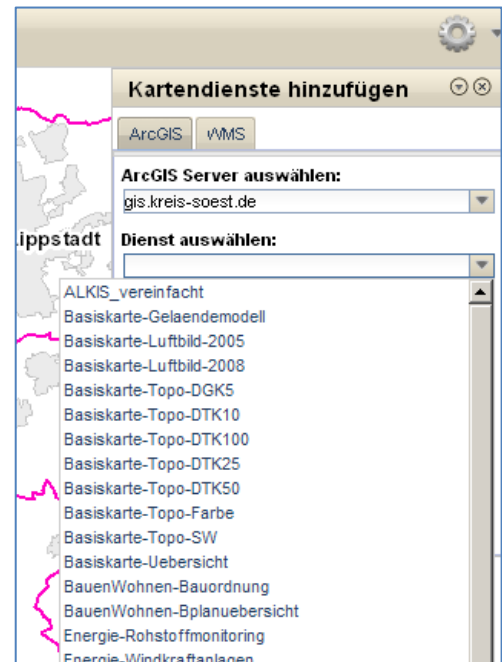 Kartendienste hinzufügen
ArcGIS WMS
ArcGIS Server auswählen:
gis.kreis-soest.de
Lippstadt
Dienst auswählen:
ALKIS_vereinfacht
Basiskarte-Gelaendemodell
Basiskarte-Luftbild-2005
Basiskarte-Luftbild-2008
Basiskarte-Topo-DGK5
Basiskarte-Topo-DTK10
Basiskarte-Topo-DTK100
Basiskarte-Topo-DTK25
Basiskarte-Topo-DTK50
Basiskarte-Topo-Farbe
Basiskarte-Topo-SW
Basiskarte-Uebersicht
BauenWohnen-Bauordnung
BauenWohnen-Bplanuebersicht
Energie-Rohstoffmonitoring
Energie-Windkraftanlagen